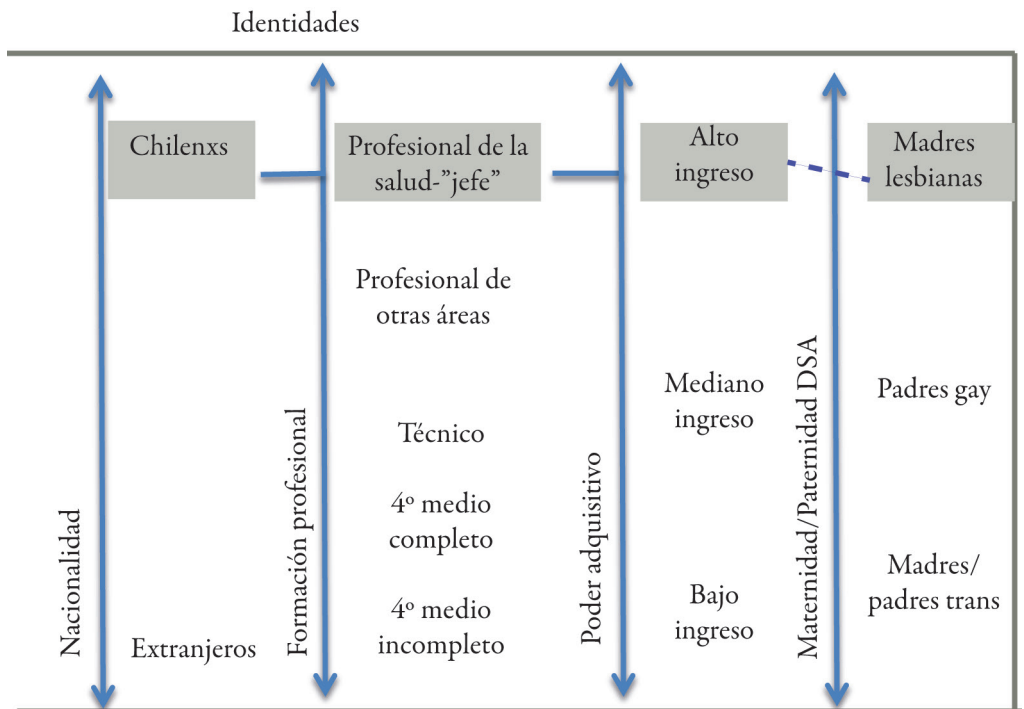 Identidades
Nacionalidad
Chilenxs
Extranjeros
Formación profesional
Profesional de la
salud-”jefe”
Profesional de
otras áreas
Técnico
4º medio
completo
4º medio
incompleto
Poder adquisitivo
Alto
ingreso
Mediano
ingreso
Bajo
ingreso
Maternidad/Paternidad DSA
Madres
lesbianas
Padres gay
Madres/
padres trans